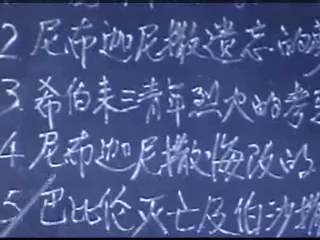 2 尼布迦尼撒遗忘的
3. 希伯来三青年烈火的考
4. 尼布迦尼撒悔改的
5. 巴比伦灭亡及伯沙撒